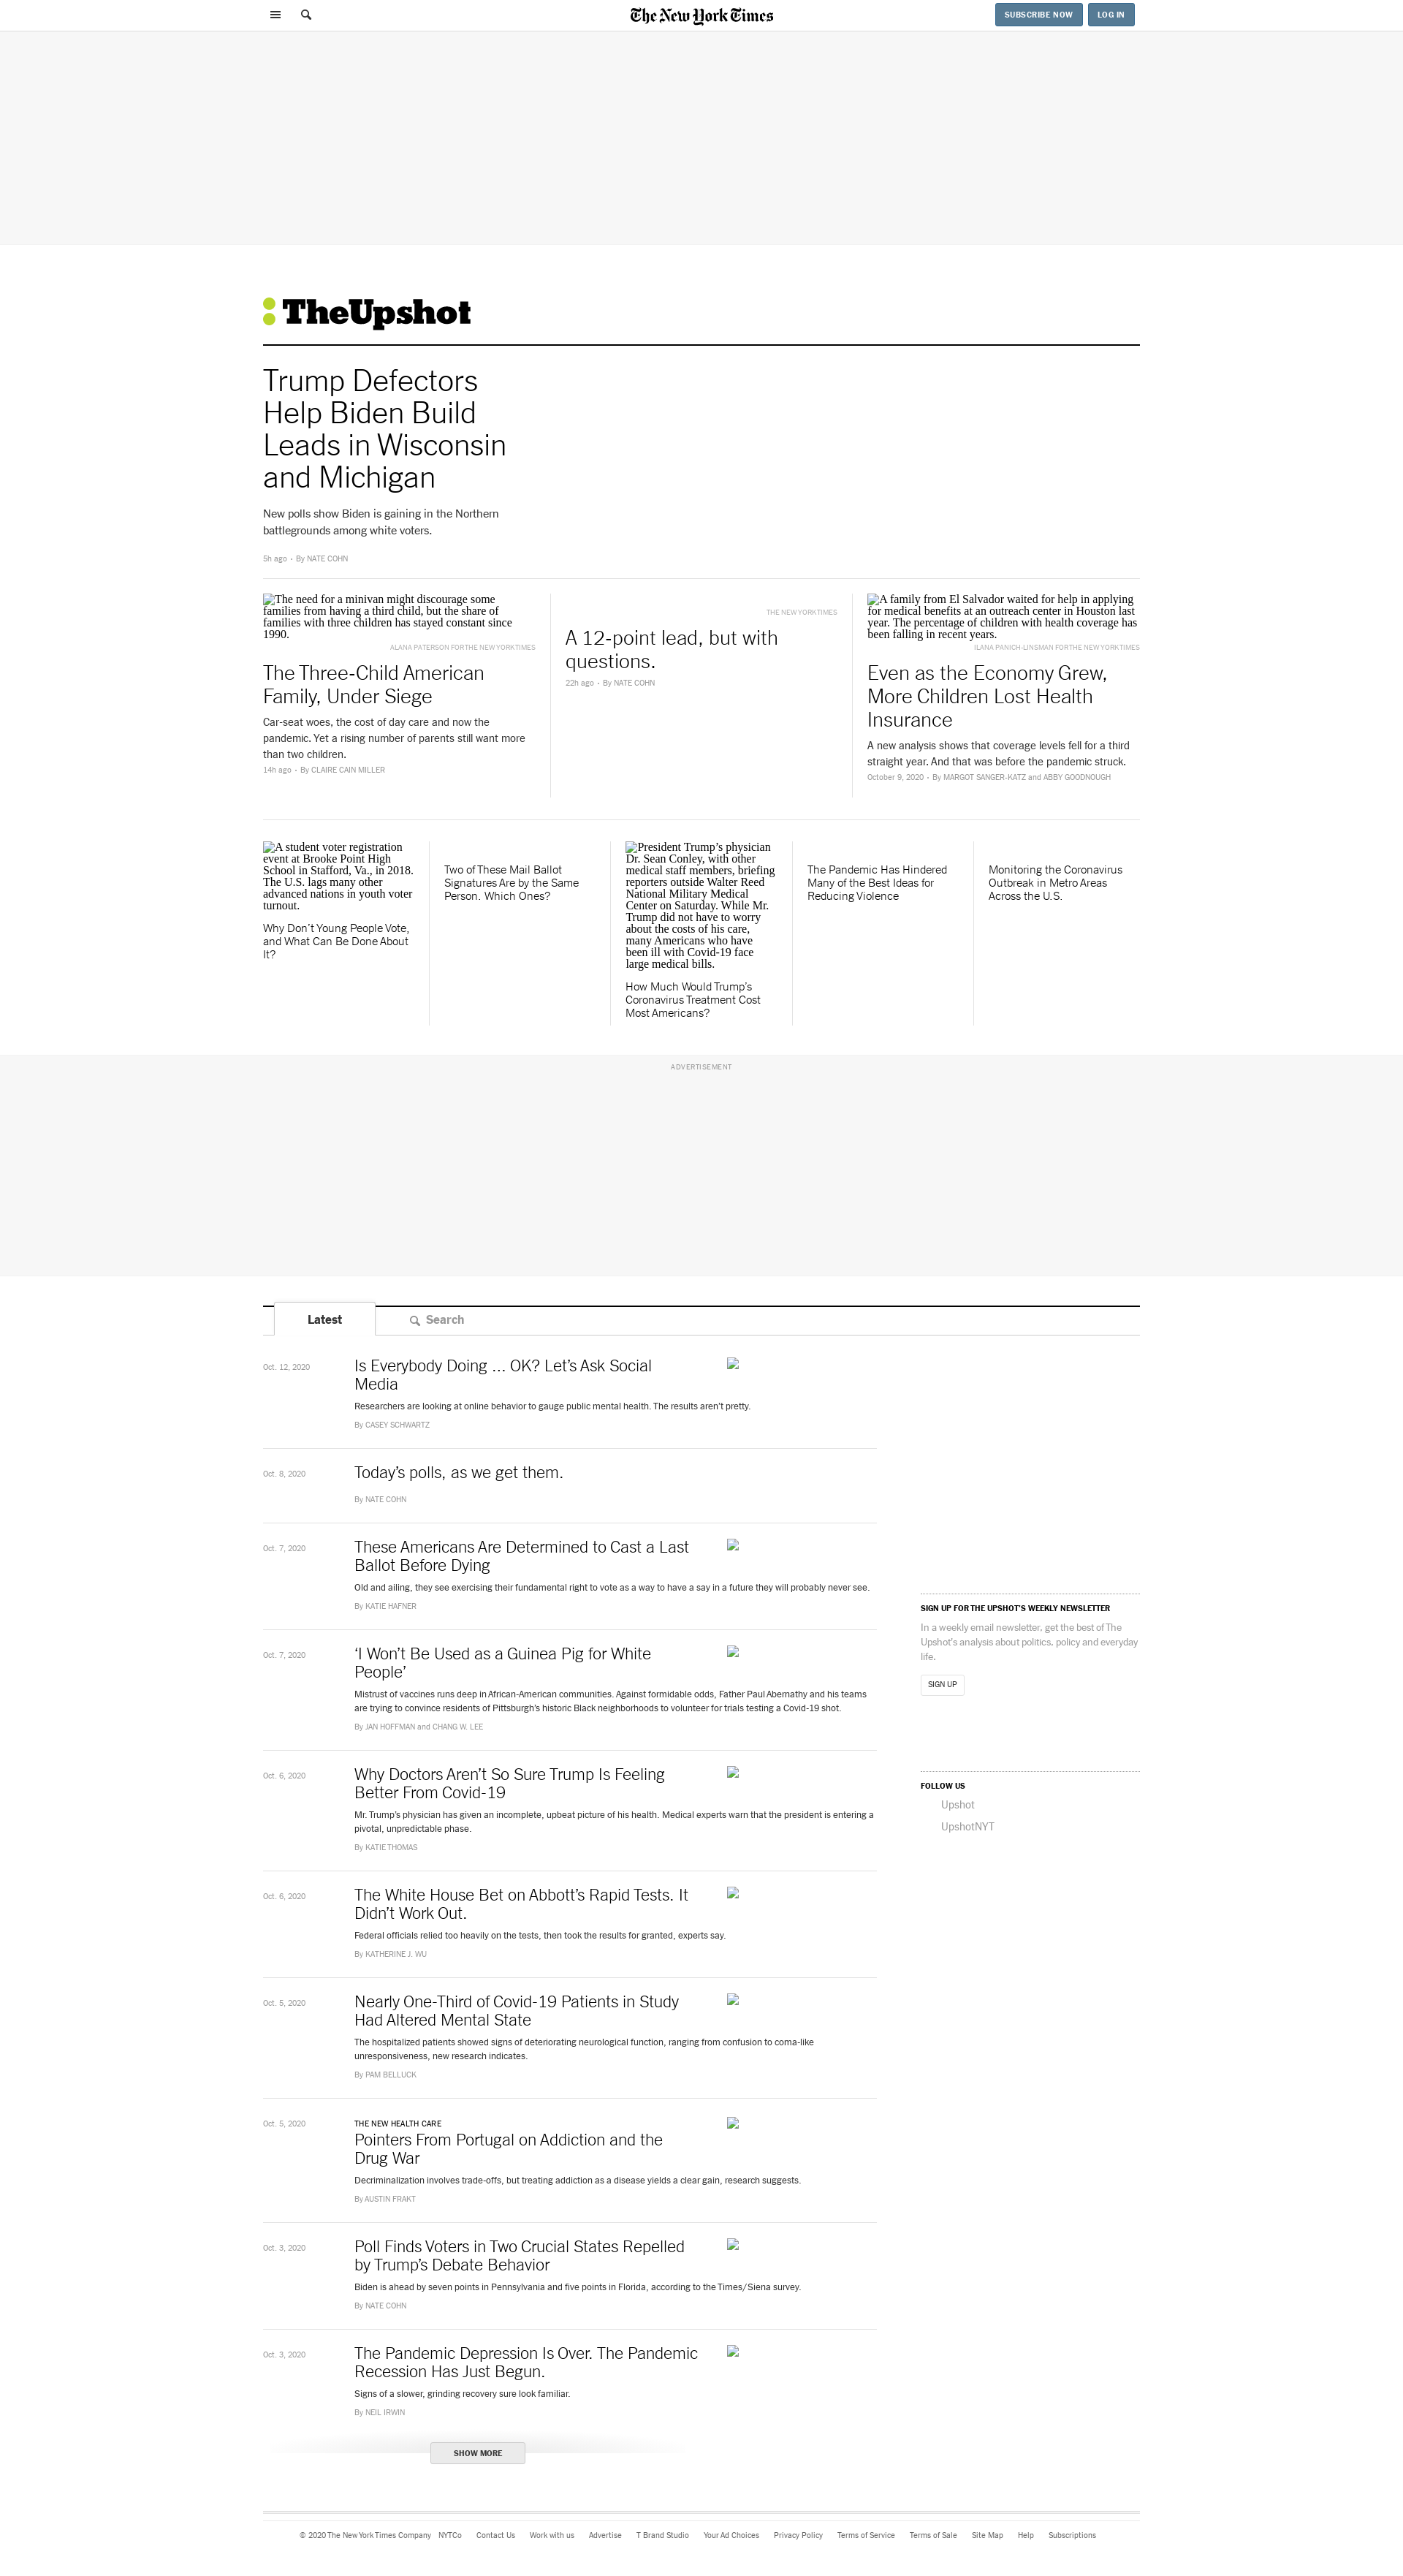 The New York Times
SUBSCRIBE NOW
LOG IN
TheUpshot
Trump Defectors
Help Biden Build
Leads in Wisconsin
and Michigan
New polls show Biden is gaining in the Northern
battlegrounds among white voters.
5h ago • By NATE COHN
The need for a minivan might discourage some
families from having a third child, but the share of
families with three children has stayed constant since
1990.
ALANA PATERSON FOR THE NEW YORK TIMES
The Three-Child American
Family, Under Siege
Car-seat woes, the cost of day care and now the
pandemic. Yet a rising number of parents still want more
than two children.
14h ago • By CLAIRE CAIN MILLER
THE NEW YORK TIMES
A 12-point lead, but with
questions.
22h ago • By NATE COHN
A family from El Salvador waited for help in applying
for medical benefits at an outreach center in Houston last
year. The percentage of children with health coverage has
been falling in recent years.
ILANA PANICH-LINSMAN FOR THE NEW YORK TIMES
Even as the Economy Grew,
More Children Lost Health
Insurance
A new analysis shows that coverage levels fell for a third
straight year. And that was before the pandemic struck.
October 9, 2020 • By MARGOT SANGER-KATZ and ABBY GOODNOUGH
A student voter registration
event at Brooke Point High
School in Stafford, Va., in 2018.
The U.S. lags many other
advanced nations in youth voter
turnout.
Why Don’t Young People Vote,
and What Can Be Done About
It?
Two of These Mail Ballot
Signatures Are by the Same
Person. Which Ones?
President Trump’s physician
Dr. Sean Conley, with other
medical staff members, briefing
reporters outside Walter Reed
National Military Medical
Center on Saturday. While Mr.
Trump did not have to worry
about the costs of his care,
many Americans who have
been ill with Covid-19 face
large medical bills.
How Much Would Trump’s
Coronavirus Treatment Cost
Most Americans?
The Pandemic Has Hindered
Many of the Best Ideas for
Reducing Violence
Monitoring the Coronavirus
Outbreak in Metro Areas
Across the U.S.
ADVERTISEMENT
Latest
Search
Oct. 12, 2020
Is Everybody Doing … OK? Let’s Ask Social
Media
Researchers are looking at online behavior to gauge public mental health. The results aren’t pretty.
By CASEY SCHWARTZ
Oct. 8, 2020
Today’s polls, as we get them.
By NATE COHN
Oct. 7, 2020
These Americans Are Determined to Cast a Last
Ballot Before Dying
Old and ailing, they see exercising their fundamental right to vote as a way to have a say in a future they will probably never see.
By KATIE HAFNER
Oct. 7, 2020
‘I Won’t Be Used as a Guinea Pig for White
People’
Mistrust of vaccines runs deep in African-American communities. Against formidable odds, Father Paul Abernathy and his teams
are trying to convince residents of Pittsburgh’s historic Black neighborhoods to volunteer for trials testing a Covid-19 shot.
By JAN HOFFMAN and CHANG W. LEE
Oct. 6, 2020
Why Doctors Aren’t So Sure Trump Is Feeling
Better From Covid-19
Mr. Trump’s physician has given an incomplete, upbeat picture of his health. Medical experts warn that the president is entering a
pivotal, unpredictable phase.
By KATIE THOMAS
Oct. 6, 2020
The White House Bet on Abbott’s Rapid Tests. It
Didn’t Work Out.
Federal officials relied too heavily on the tests, then took the results for granted, experts say.
By KATHERINE J. WU
Oct. 5, 2020
Nearly One-Third of Covid-19 Patients in Study
Had Altered Mental State
The hospitalized patients showed signs of deteriorating neurological function, ranging from confusion to coma-like
unresponsiveness, new research indicates.
By PAM BELLUCK
Oct. 5, 2020
THE NEW HEALTH CARE
Pointers From Portugal on Addiction and the
Drug War
Decriminalization involves trade-offs, but treating addiction as a disease yields a clear gain, research suggests.
By AUSTIN FRAKT
Oct. 3, 2020
Poll Finds Voters in Two Crucial States Repelled
by Trump’s Debate Behavior
Biden is ahead by seven points in Pennsylvania and five points in Florida, according to the Times/Siena survey.
By NATE COHN
Oct. 3, 2020
The Pandemic Depression Is Over. The Pandemic
Recession Has Just Begun.
Signs of a slower, grinding recovery sure look familiar.
By NEIL IRWIN
SHOW MORE
SIGN UP FOR THE UPSHOT’S WEEKLY NEWSLETTER
In a weekly email newsletter, get the best of The
Upshot’s analysis about politics, policy and everyday
life.
SIGN UP
FOLLOW US
Upshot
UpshotNYT
© 2020 The New York Times Company NYTCo Contact Us Work with us Advertise T Brand Studio Your Ad Choices Privacy Policy Terms of Service Terms of Sale Site Map Help Subscriptions